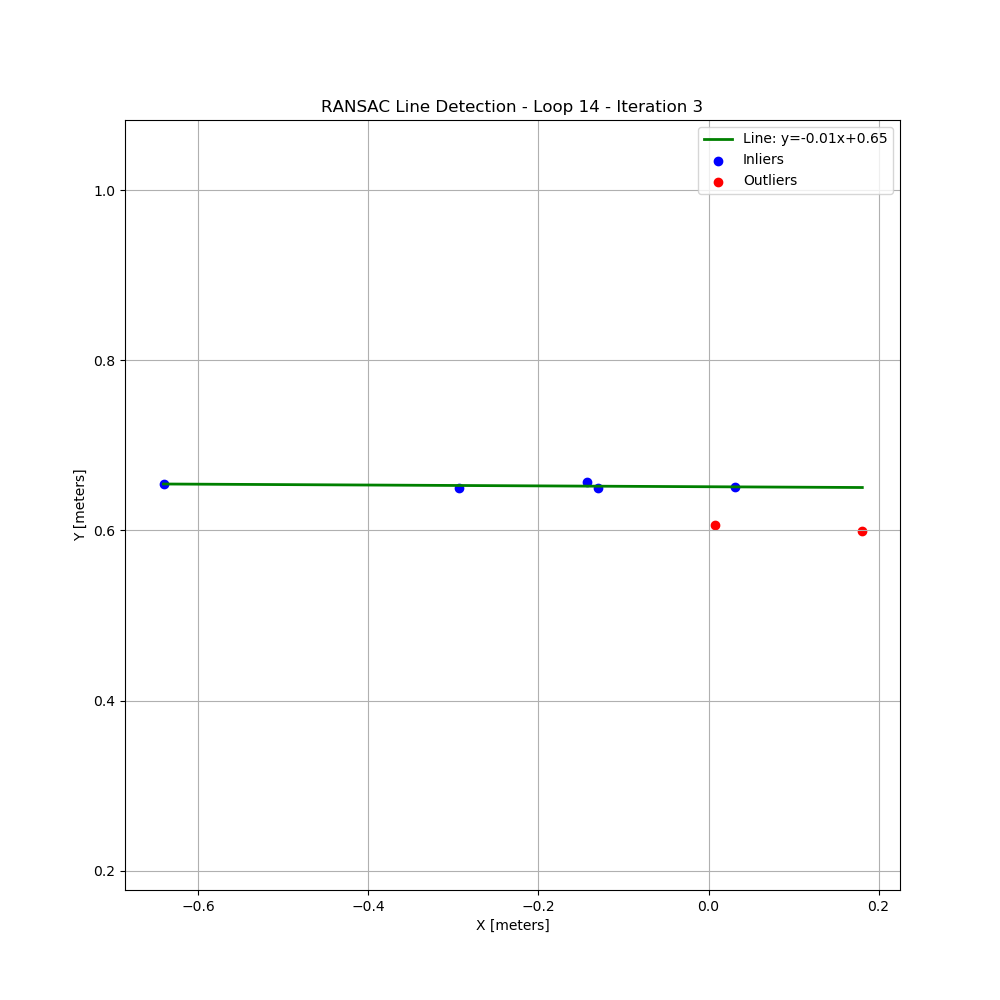 RANSAC Line Detection - Loop 14 - Iteration 3
Line: y=-0.01x+0.65
Inliers
Outliers
1.0
0.8
0.6
0.4
0.2
Y [meters]
−0.6 −0.4 −0.2 0.0 0.2
X [meters]